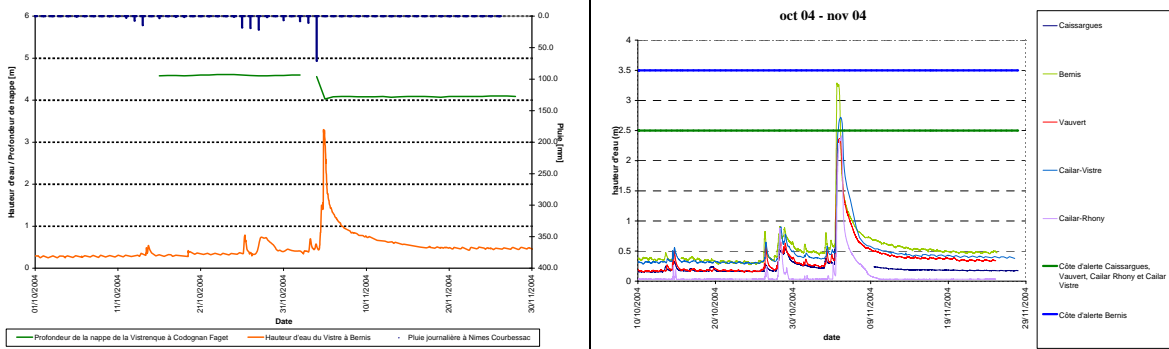 6
5
4
3
2
1
0
Hauteur d'eau / Profondeur de nappe [m]
0.0
50.0
100.0
150.0
200.0
250.0
300.0
350.0
400.0
Pluie [mm]
01/10/2004
11/10/2004
21/10/2004
31/10/2004
10/11/2004
20/11/2004
30/11/2004
Date
Profondeur de la nappe de la Vistrenque à Codognan Faget
Hauteur d'eau du Vistre à Bernis
Pluie journalière à Nimes Courbessac
oct 04 - nov 04
4
3.5
3
2.5
2
1.5
1
0.5
0
hauteur d'eau (m)
10/10/2004
20/10/2004
30/10/2004
09/11/2004
19/11/2004
29/11/2004
date
Caissargues
Bernis
Vauvert
Cailar-Vistre
Cailar-Rhony
Côte d'alerte Caissargues,
Vauvert, Cailar Rhony et Cailar
Vistre
Côte d'alerte Bernis